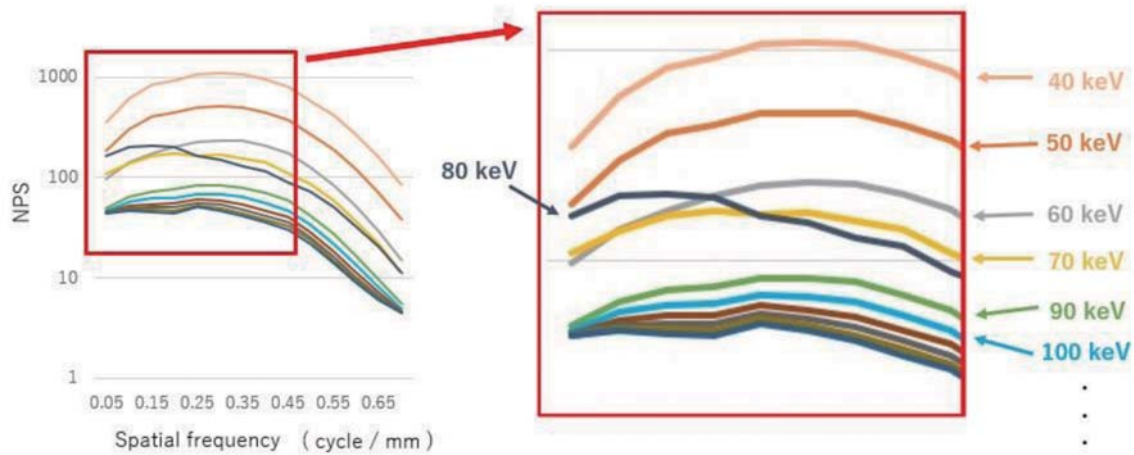 1000
100
10
1
NPS
0.05 0.15 0.25 0.35 0.45 0.55 0.65
Spatial frequency ( cycle / mm )
80 keV
40 keV
50 keV
60 keV
70 keV
90 keV
100 keV